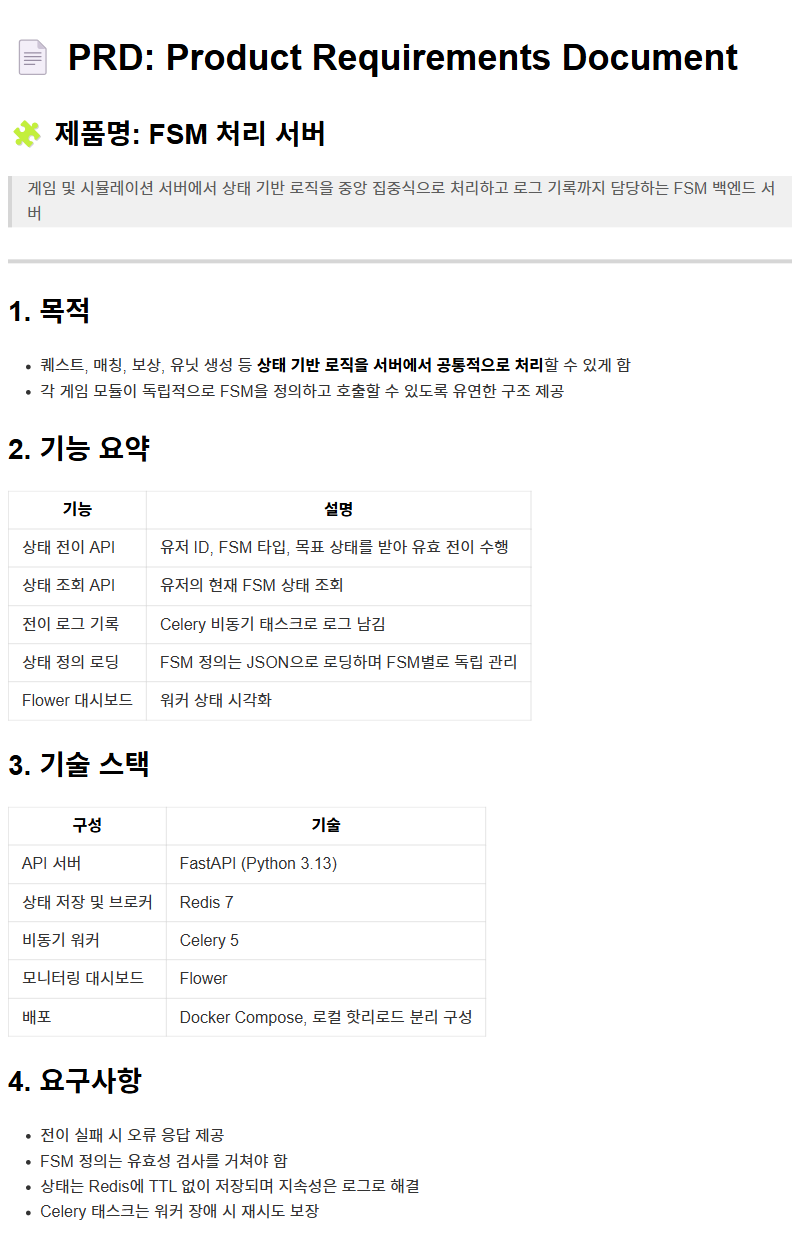 PRD: Product Requirements Document
제품명: FSM 처리 서버
게임 및 시뮬레이션 서버에서 상태 기반 로직을 중앙 집중식으로 처리하고 로그 기록까지 담당하는 FSM 백엔드 서
버
1. 목적
• 퀘스트, 매칭, 보상, 유닛 생성 등 상태 기반 로직을 서버에서 공통적으로 처리할 수 있게 함
• 각 게임 모듈이 독립적으로 FSM을 정의하고 호출할 수 있도록 유연한 구조 제공
2. 기능 요약
기능 설명
상태 전이 API 유저 ID, FSM 타입, 목표 상태를 받아 유효 전이 수행
상태 조회 API 유저의 현재 FSM 상태 조회
전이 로그 기록 Celery 비동기 태스크로 로그 남김
상태 정의 로딩 FSM 정의는 JSON으로 로딩하며 FSM별로 독립 관리
Flower 대시보드 워커 상태 시각화
3. 기술 스택
구성 기술
API 서버 FastAPI (Python 3.13)
상태 저장 및 브로커 Redis 7
비동기 워커 Celery 5
모니터링 대시보드 Flower
배포 Docker Compose, 로컬 핫리로드 분리 구성
4. 요구사항
• 전이 실패 시 오류 응답 제공
• FSM 정의는 유효성 검사를 거쳐야 함
• 상태는 Redis에 TTL 없이 저장되며 지속성은 로그로 해결
• Celery 태스크는 워커 장애 시 재시도 보장